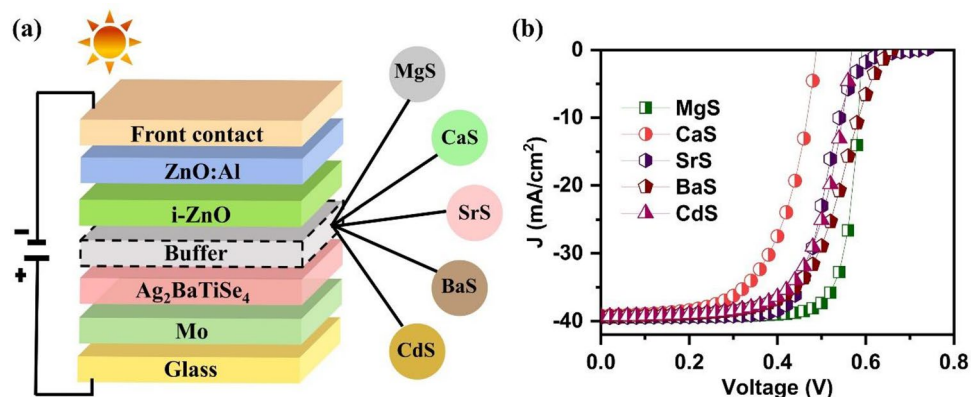 (a)
MgS
CaS
SrS
BaS
CdS
Front contact
ZnO:Al
i-ZnO
Buffer
Ag₂BaTiSe₄
Mo
Glass
-
+
(b)
0
-10
-20
-30
-40
J (mA/cm²)
MgS
CaS
SrS
BaS
CdS
0.0 0.2 0.4 0.6 0.8
Voltage (V)